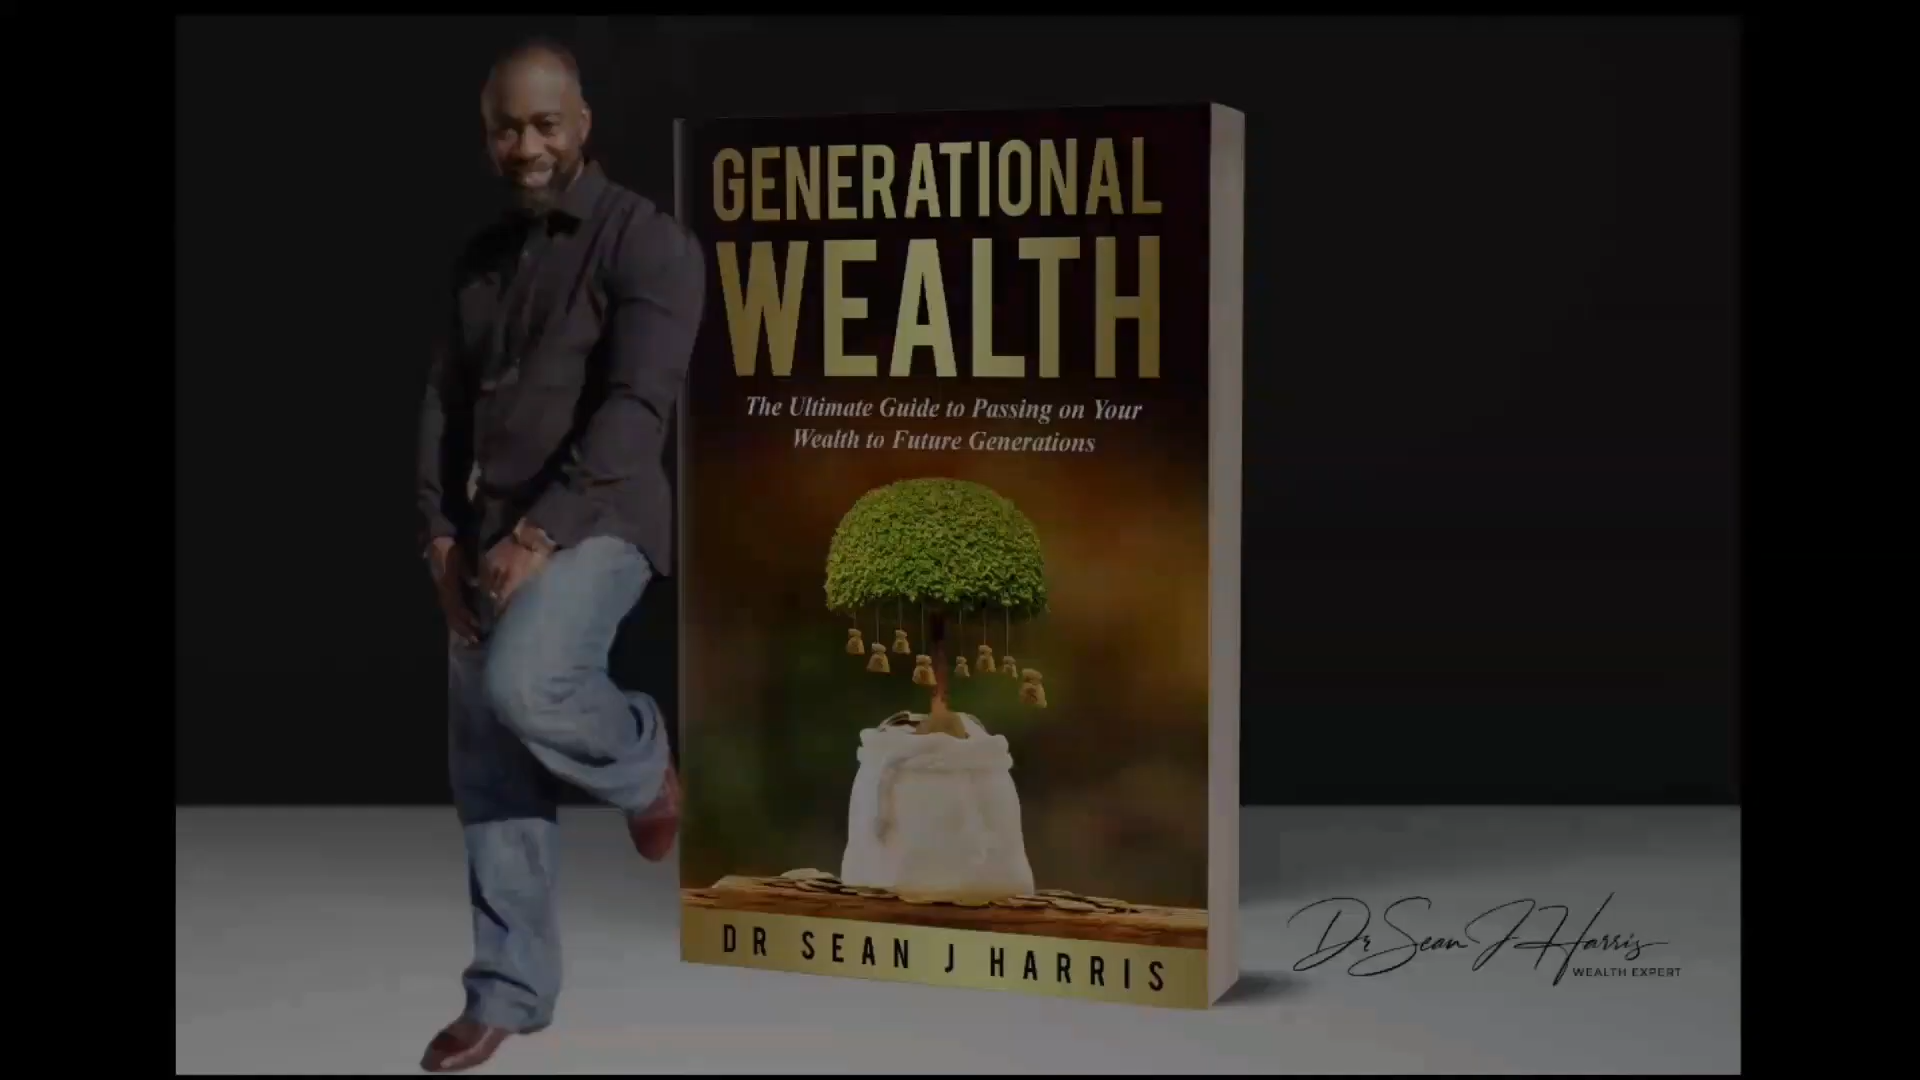 GENERATIONAL
WEALTH
The Ultimate Guide to Passing on Your
Wealth to Future Generations
DR SEAN J HARRIS
Dr Sean J Harris
WEALTH EXPERT